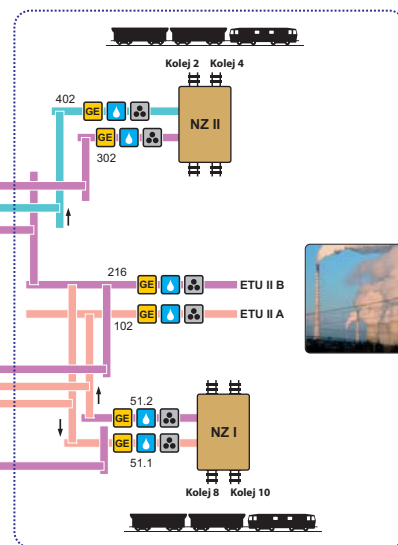 Kolej 2 Kolej 4
402
GE
NZ II
GE
302
216
GE
ETU II B
GE
ETU II A
102
51.2
GE
NZ I
GE
51.1
Kolej 8 Kolej 10